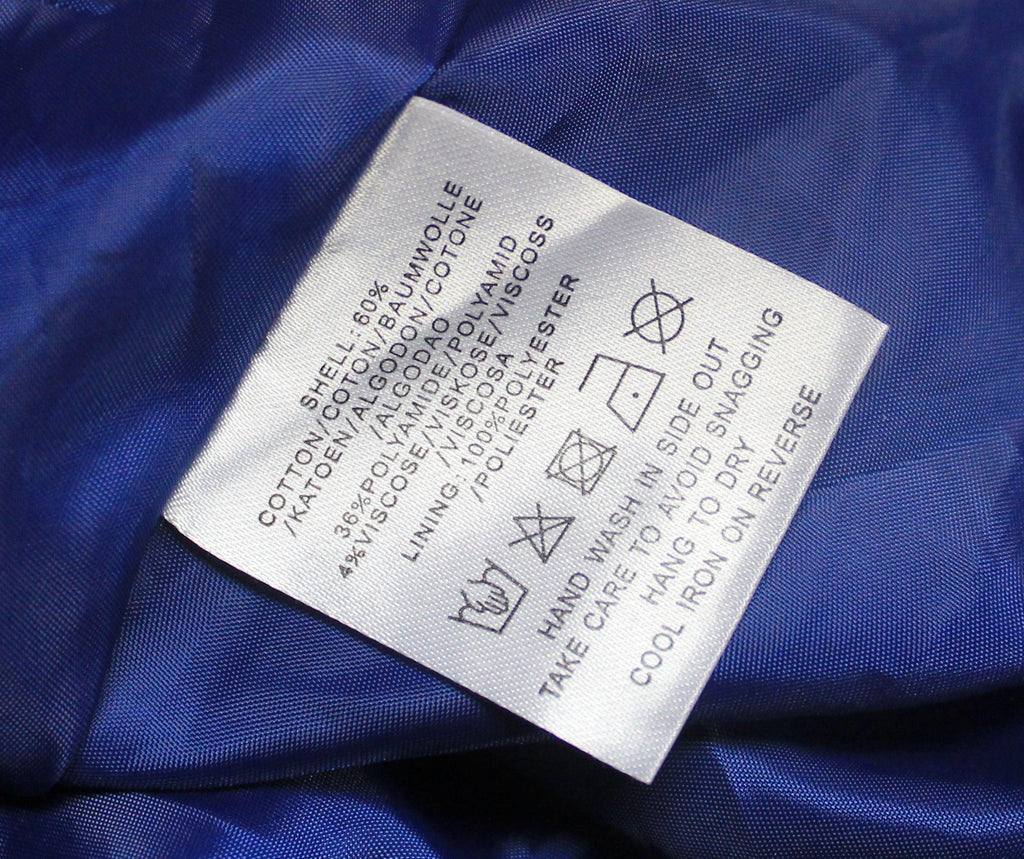 SHELL: 60%
COTTON/COTON/BAUMWOLLE
/KATOEN/ALGODON/COTONE
/ALGODAO
36%POLYAMIDE/POLYAMID
4%VISCOSE/VISKOSE/VISCOSS
/VISCOSA
LINING: 100%POLYESTER
/POLIESTER
HAND WASH IN SIDE OUT
TAKE CARE TO AVOID SNAGGING
HANG TO DRY
COOL IRON ON REVERSE